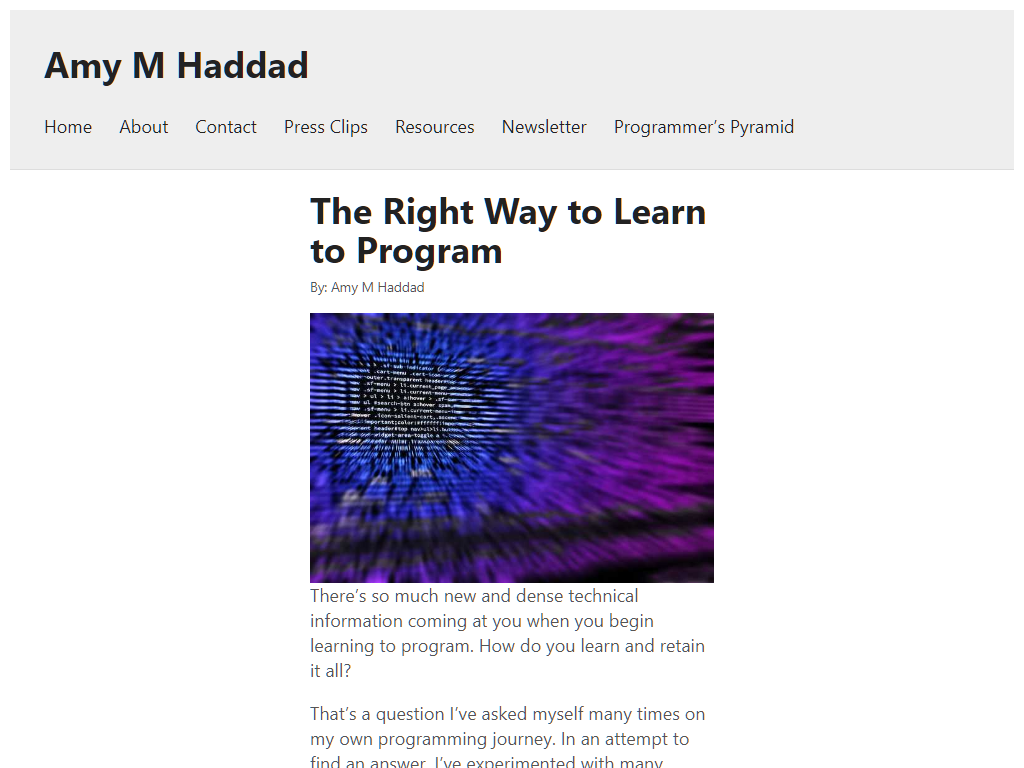 Amy M Haddad
Home About Contact Press Clips Resources Newsletter Programmer's Pyramid
The Right Way to Learn
to Program
By: Amy M Haddad
There's so much new and dense technical
information coming at you when you begin
learning to program. How do you learn and retain
it all?
That's a question I've asked myself many times on
my own programming journey. In an attempt to
find an answer, I've experimented with many